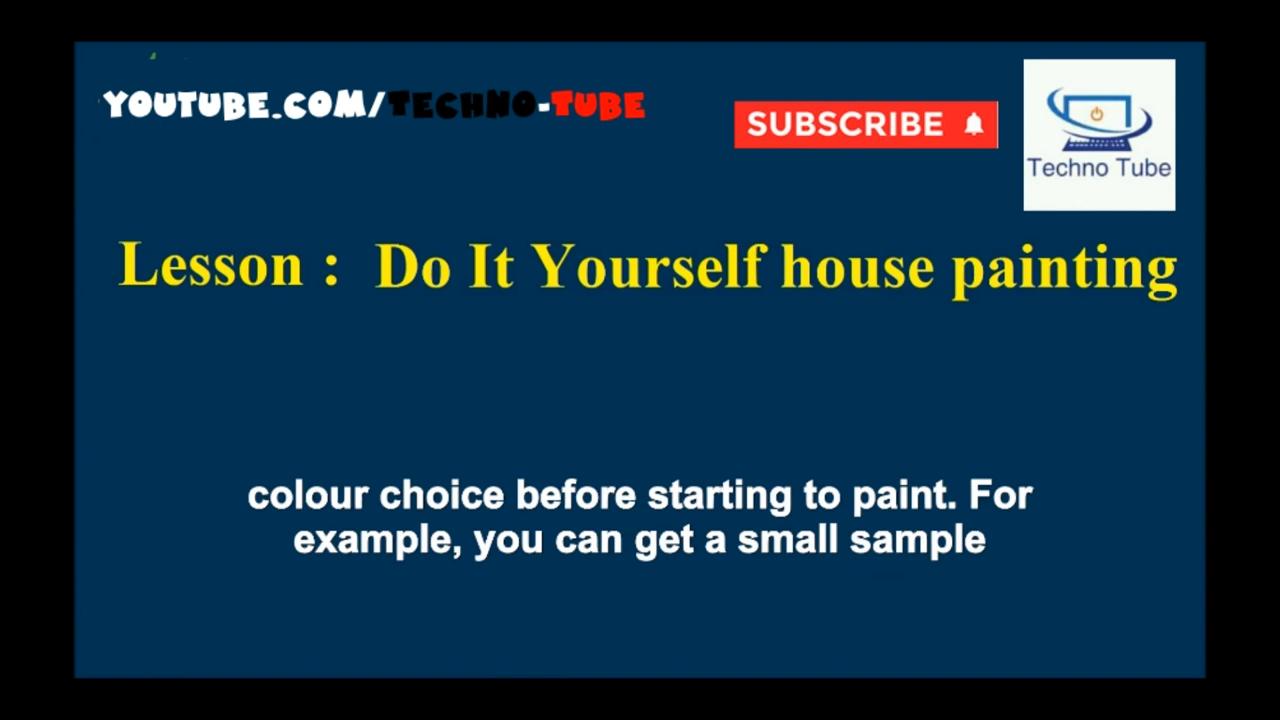 YOUTUBE.COM/TECHNO-TUBE
SUBSCRIBE
Techno Tube
Lesson : Do It Yourself house painting
colour choice before starting to paint. For
example, you can get a small sample